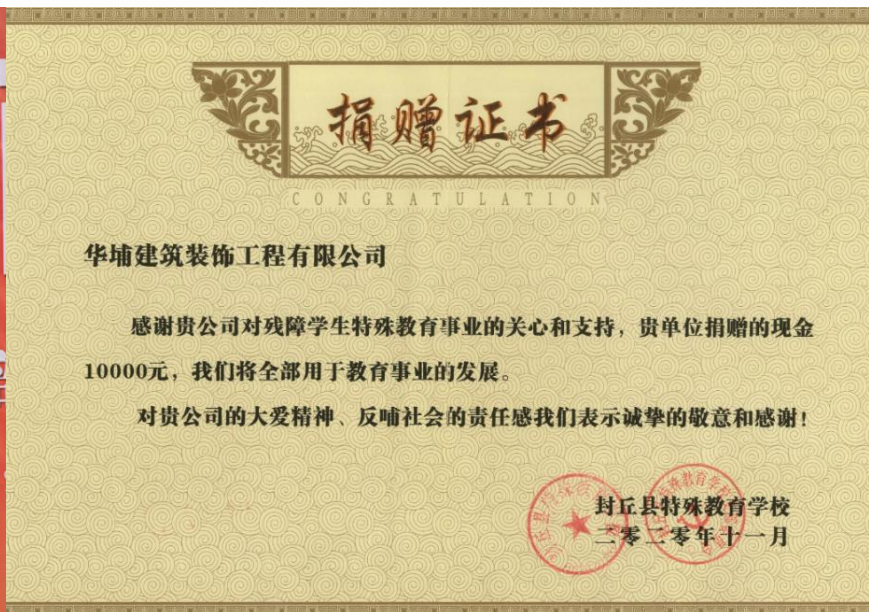 捐赠证书
CONGRATULATION
华埔建筑装饰工程有限公司
感谢贵公司对残障学生特殊教育事业的关心和支持，贵单位捐赠的现金
10000元，我们将全部用于教育事业的发展。
对贵公司的大爱精神、反哺社会的责任感我们表示诚挚的敬意和感谢！
封丘县特殊教育学校
二零二零年十一月